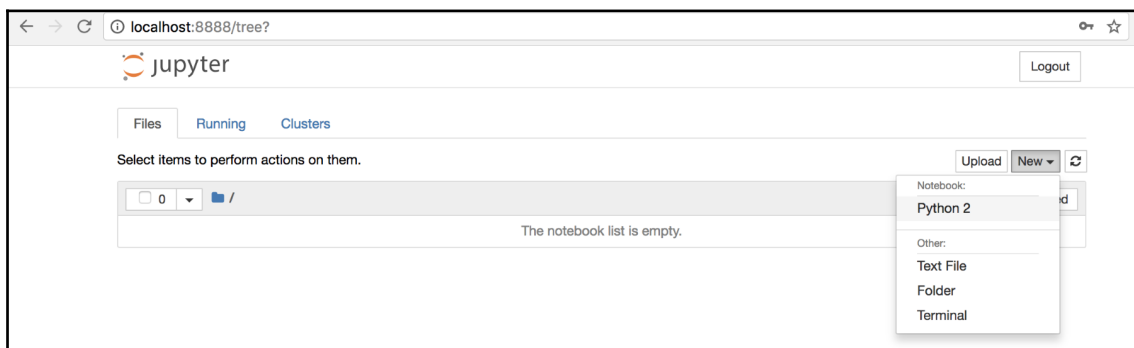 localhost:8888/tree?
jupyter
Logout
Files Running Clusters
Select items to perform actions on them.
Upload New
0 /
Notebook:
Python 2
The notebook list is empty.
Other:
Text File
Folder
Terminal